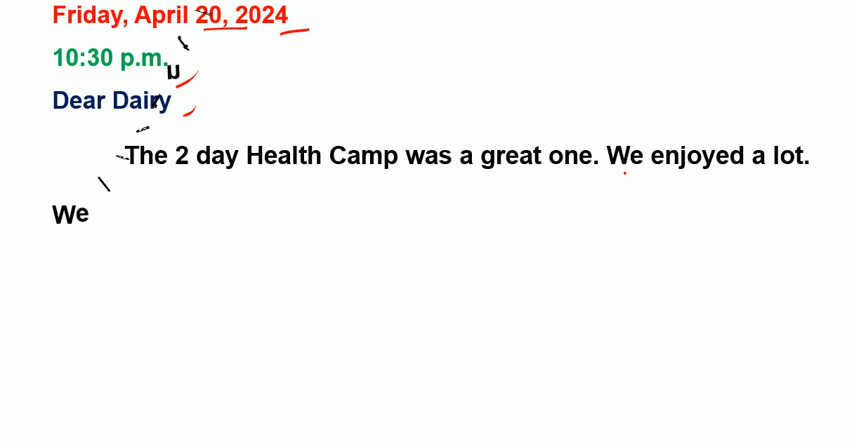 Friday, April 20, 2024
10:30 p.m.
Dear Dairy
The 2 day Health Camp was a great one. We enjoyed a lot.
We